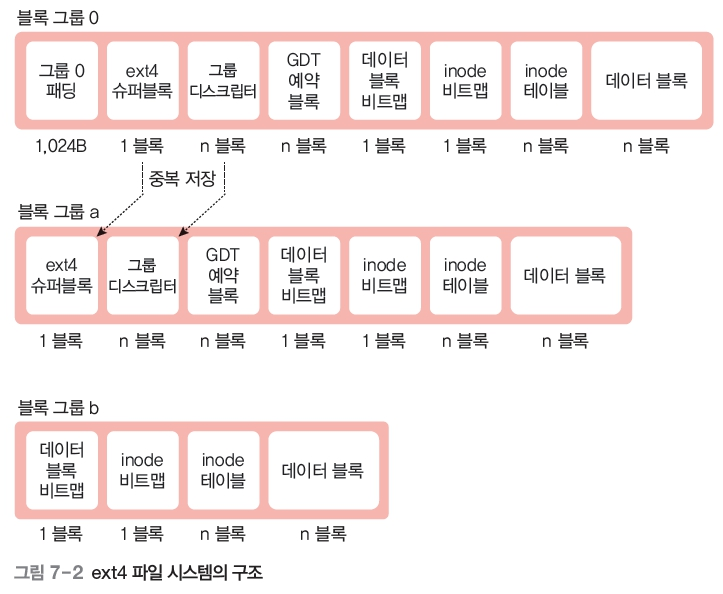 블록 그룹 0
그룹 0
패딩
ext4
슈퍼블록
그룹
디스크립터
GDT
예약
블록
데이터
블록
비트맵
inode
비트맵
inode
테이블
데이터 블록
1,024B
1 블록
n 블록
n 블록
1 블록
1 블록
n 블록
n 블록
중복 저장
블록 그룹 a
ext4
슈퍼블록
그룹
디스크립터
GDT
예약
블록
데이터
블록
비트맵
inode
비트맵
inode
테이블
데이터 블록
1 블록
n 블록
n 블록
1 블록
1 블록
n 블록
n 블록
블록 그룹 b
데이터
블록
비트맵
inode
비트맵
inode
테이블
데이터 블록
1 블록
1 블록
n 블록
n 블록
그림 7-2 ext4 파일 시스템의 구조